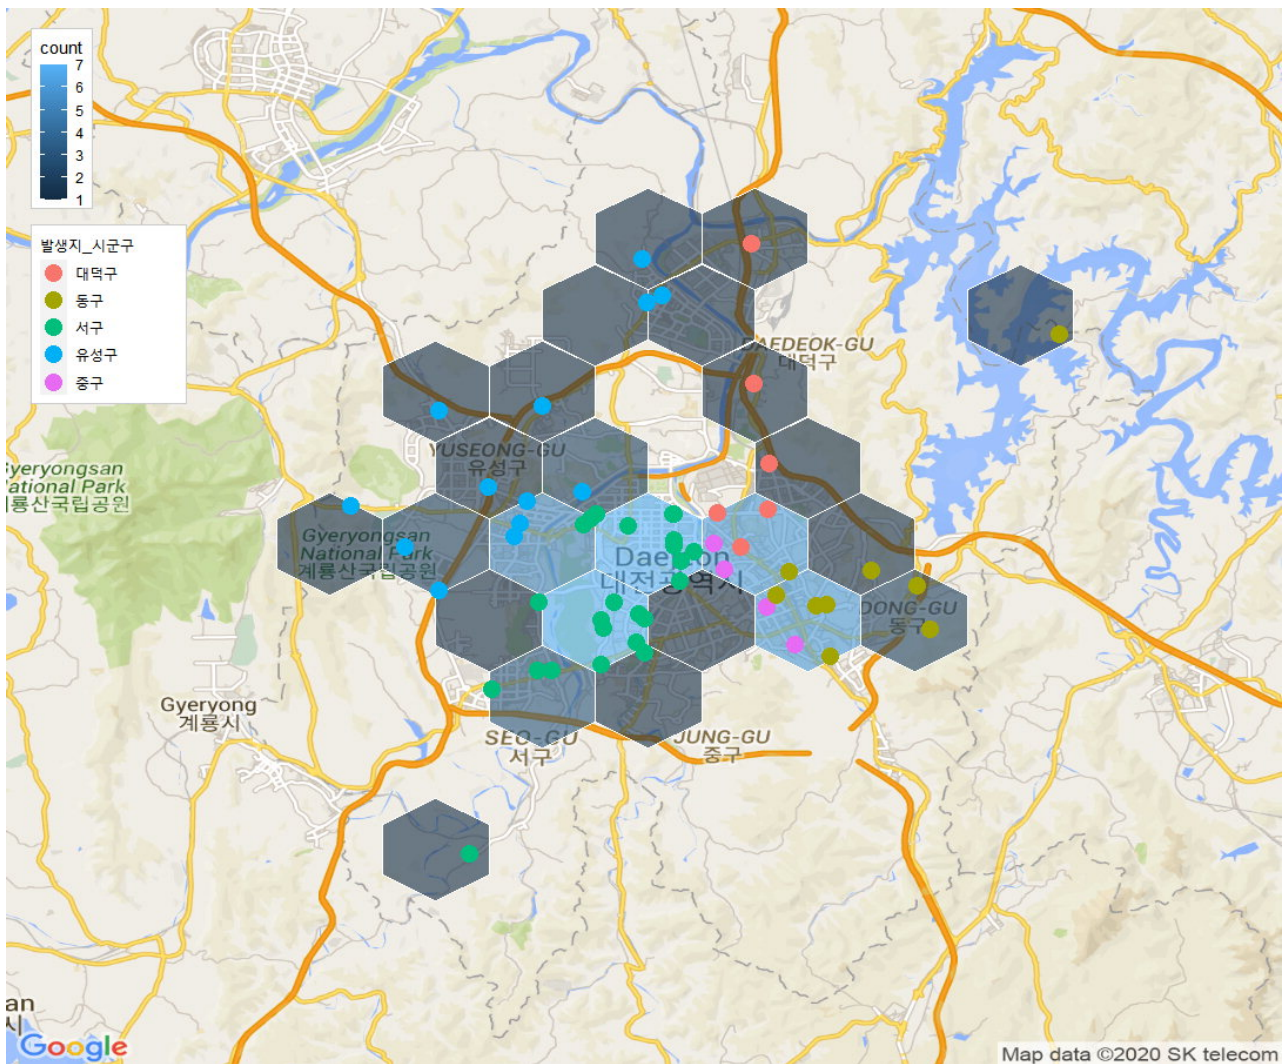 count
7
6
5
4
3
2
1
발생지_시군구
대덕구
동구
서구
유성구
중구
DAEDEOK-GU
대덕구
YUSEONG-GU
유성구
Gyeryongsan
National Park
계룡산국립공원
Gyeryongsan
National Park
계룡산국립공원
Daejeon
대전광역시
DONG-GU
동구
Gyeryong
계룡시
SEO-GU
서구
JUNG-GU
중구
an
시
Google
Map data ©2020 SK telecom